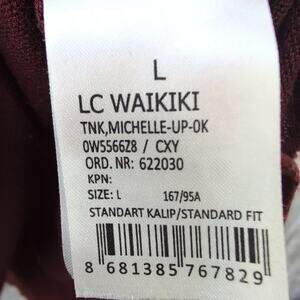 L
LC WAIKIKI
TNK,MICHELLE-UP-0K
0W5566Z8 / CXY
ORD. NR: 622030
KPN:
SIZE: L 167/95A
STANDART KALIP/STANDARD FIT
8 681385 767829